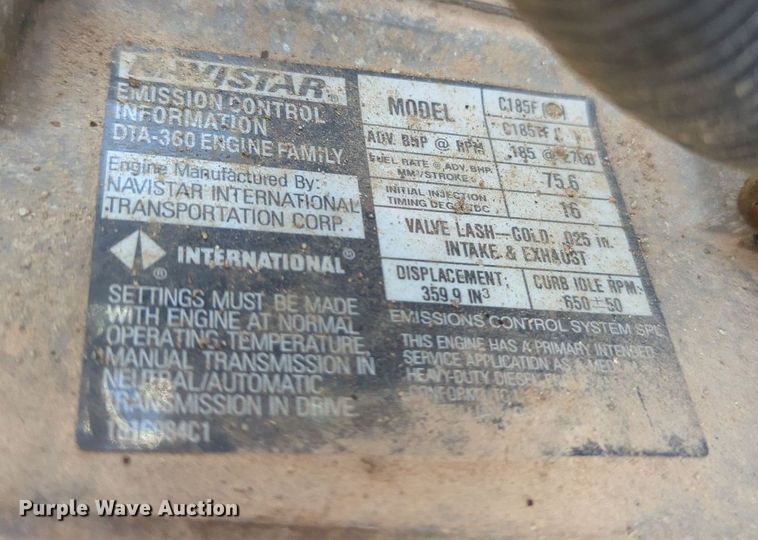 NAVISTAR®
EMISSION CONTROL
INFORMATION
DTA-360 ENGINE FAMILY
Engine Manufactured By:
NAVISTAR INTERNATIONAL
TRANSPORTATION CORP.
® INTERNATIONAL®
SETTINGS MUST BE MADE
WITH ENGINE AT NORMAL
OPERATING TEMPERATURE,
MANUAL TRANSMISSION IN
NEUTRAL/AUTOMATIC
TRANSMISSION IN DRIVE
MODEL C185F
C185FF
ADV. BHP @ RPM 185 @
FUEL RATE @ ADV. BHP 75.6
MM³/STROKE
INITIAL INJECTION 16
TIMING
VALVE LASH—COLD: .025 in.
INTAKE & EXHAUST
DISPLACEMENT: CURB IDLE RPM:
359.9 IN³ 650±50
EMISSIONS CONTROL SYSTEM
THIS ENGINE HAS A PRIMARY INTENDED
SERVICE APPLICATION AS A
HEAVY-DUTY DIESEL
Purple Wave Auction